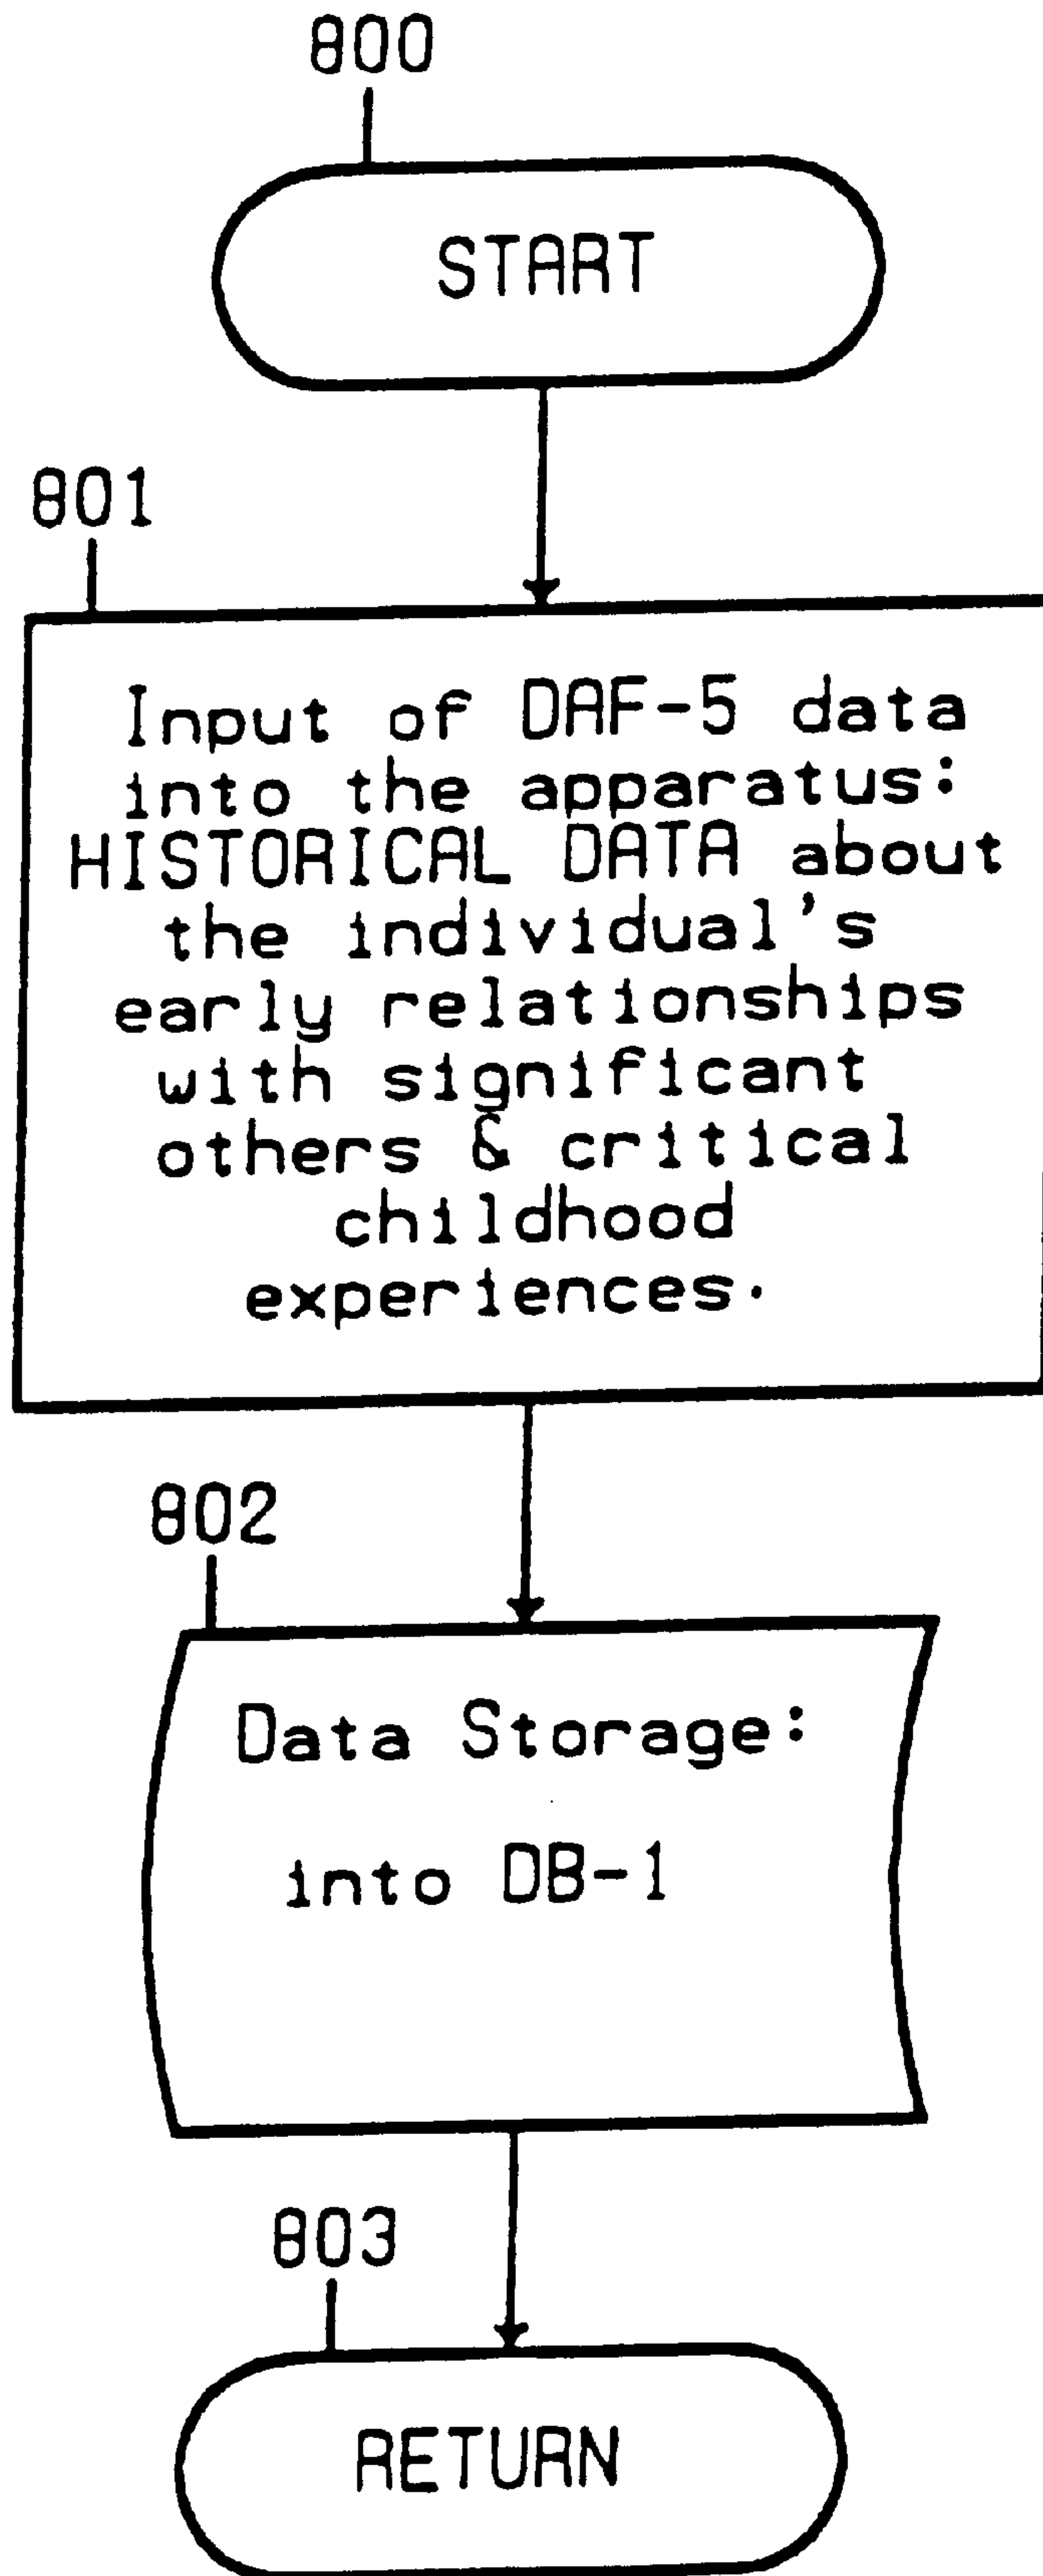 800
START
801
Input of DAF-5 data
into the apparatus:
HISTORICAL DATA about
the individual's
early relationships
with significant
others & critical
childhood
experiences.
802
Data Storage:
into DB-1
803
RETURN